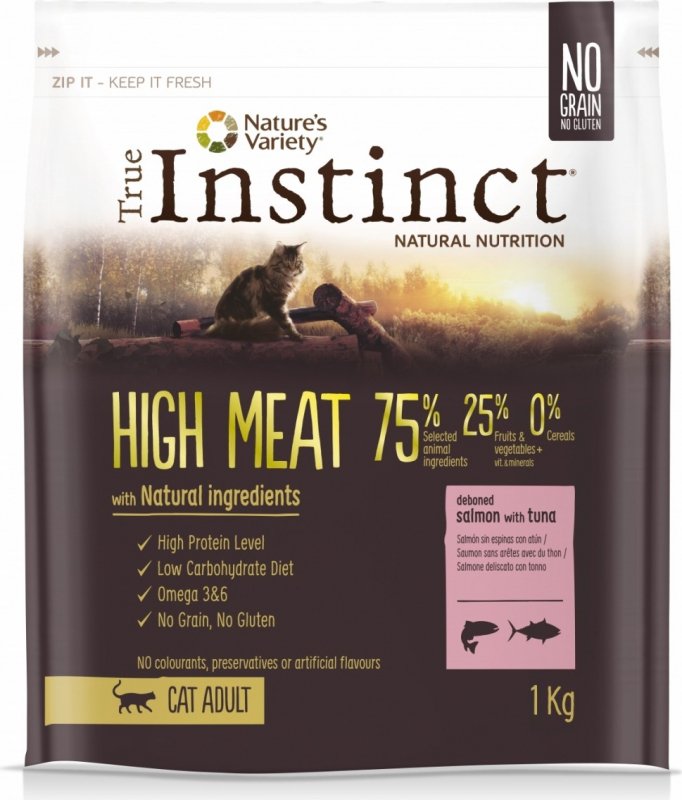 ZIP IT - KEEP IT FRESH
NO
GRAIN
NO GLUTEN
Nature's
Variety®
True
Instinct®
NATURAL NUTRITION
HIGH MEAT
75%
Selected
animal
ingredients
25%
Fruits &
vegetables +
vit. & minerals
0%
Cereals
with Natural ingredients
✓ High Protein Level
✓ Low Carbohydrate Diet
✓ Omega 3&6
✓ No Grain, No Gluten
deboned
salmon with tuna
Salmón sin espinas con atún /
Saumon sans arêtes avec du thon /
Salmone deliscato con tonno
NO colourants, preservatives or artificial flavours
CAT ADULT
1 Kg